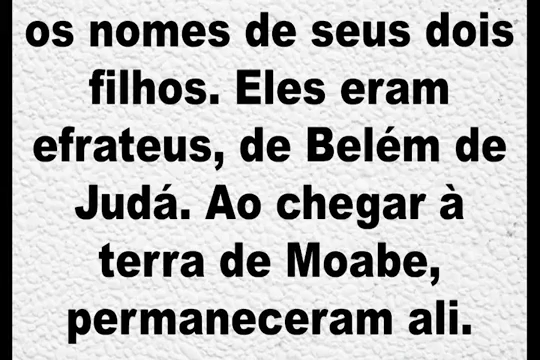 os nomes de seus dois
filhos. Eles eram
efrateus, de Belém de
Judá. Ao chegar à
terra de Moabe,
permaneceram ali.